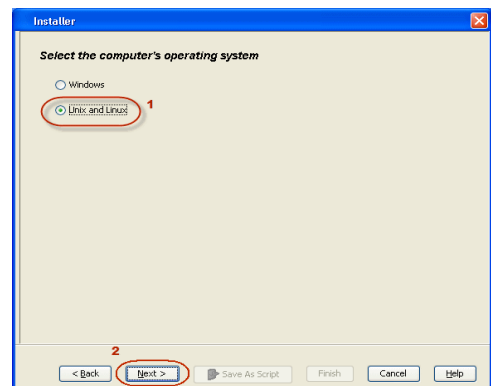 Installer
Select the computer's operating system
Windows
Unix and Linux
1
2
< Back
Next >
Save As Script
Finish
Cancel
Help